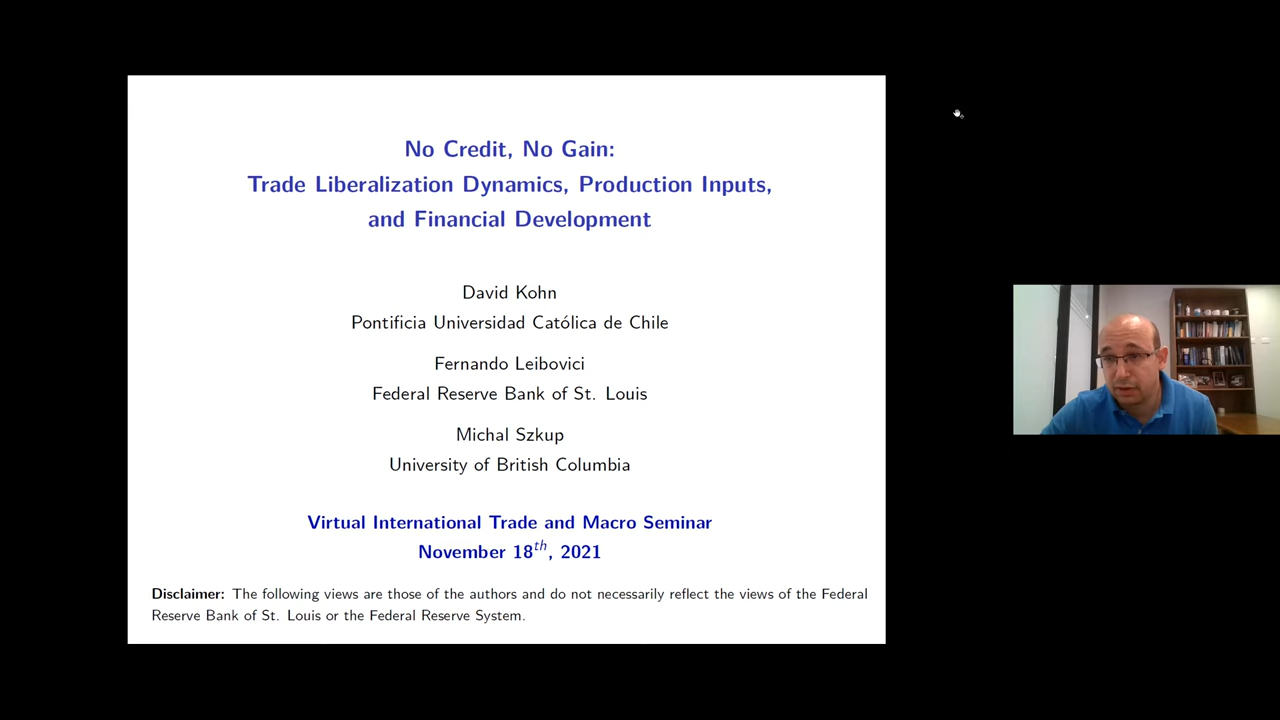 No Credit, No Gain:
Trade Liberalization Dynamics, Production Inputs,
and Financial Development
David Kohn
Pontificia Universidad Católica de Chile
Fernando Leibovici
Federal Reserve Bank of St. Louis
Michal Szkup
University of British Columbia
Virtual International Trade and Macro Seminar
November 18th, 2021
Disclaimer: The following views are those of the authors and do not necessarily reflect the views of the Federal
Reserve Bank of St. Louis or the Federal Reserve System.